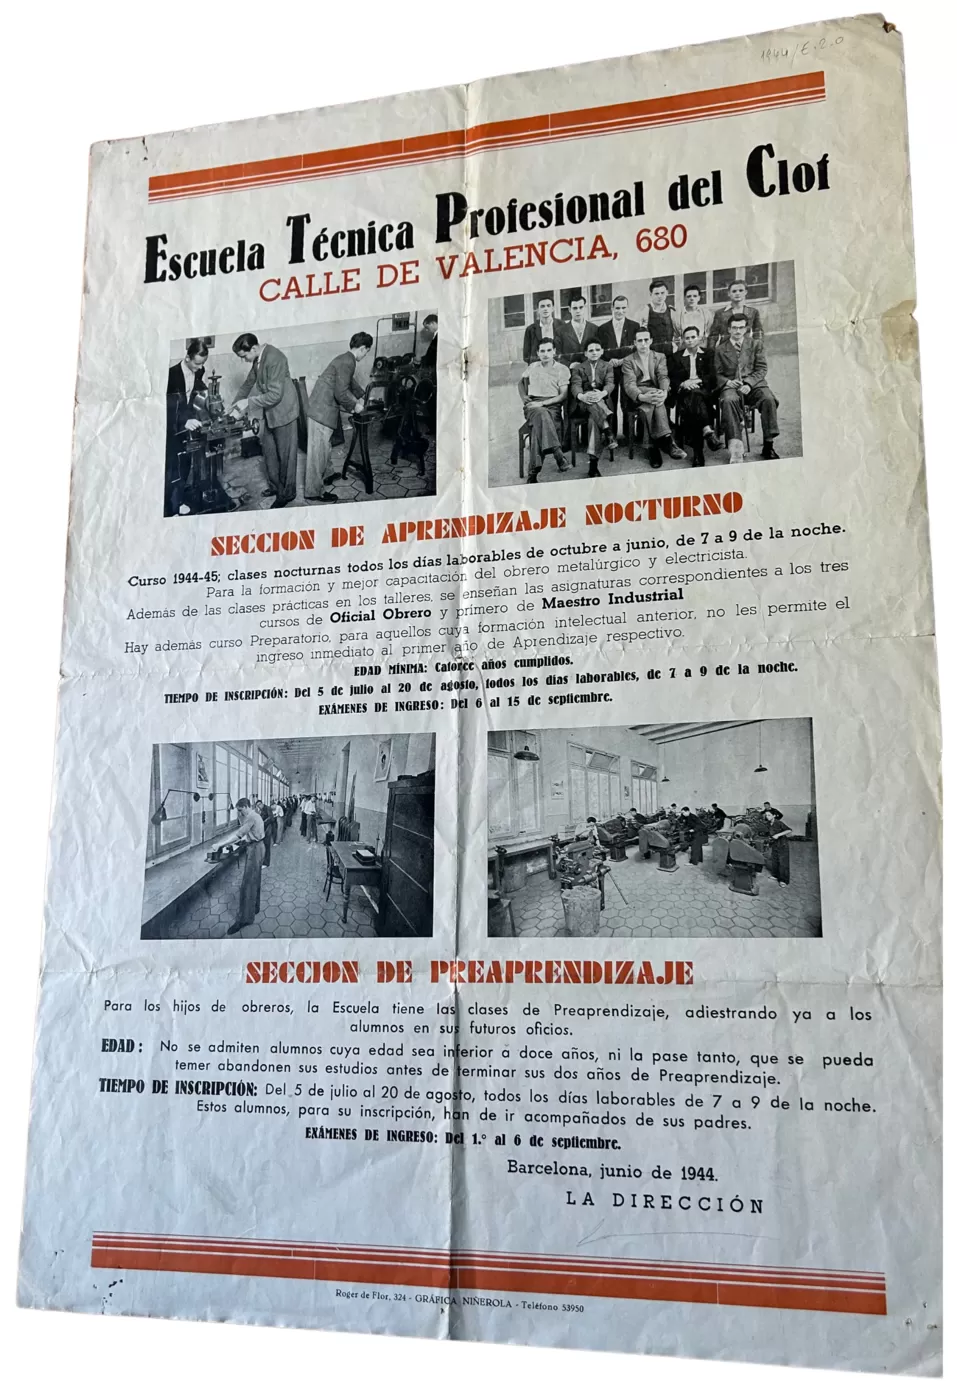 1944/E.2.0
Escuela Técnica Profesional del Clot
CALLE DE VALENCIA, 680
SECCION DE APRENDIZAJE NOCTURNO
Curso 1944-45; clases nocturnas todos los días laborables de octubre a junio, de 7 a 9 de la noche.
Para la formación y mejor capacitación del obrero metalúrgico y electricista.
Además de las clases prácticas en los talleres, se enseñan las asignaturas correspondientes a los tres
cursos de Oficial Obrero y primero de Maestro Industrial
Hay además curso Preparatorio, para aquellos cuya formación intelectual anterior, no les permite el
ingreso inmediato al primer año de Aprendizaje respectivo.
EDAD MÍNIMA: Catorce años cumplidos.
TIEMPO DE INSCRIPCIÓN: Del 5 de julio al 20 de agosto, todos los días laborables, de 7 a 9 de la noche.
EXÁMENES DE INGRESO: Del 6 al 15 de septiembre.
SECCION DE PREAPRENDIZAJE
Para los hijos de obreros, la Escuela tiene las clases de Preaprendizaje, adiestrando ya a los
alumnos en sus futuros oficios.
EDAD: No se admiten alumnos cuya edad sea inferior a doce años, ni la pase tanto, que se pueda
temer abandonen sus estudios antes de terminar sus dos años de Preaprendizaje.
TIEMPO DE INSCRIPCIÓN: Del 5 de julio al 20 de agosto, todos los días laborables de 7 a 9 de la noche.
Estos alumnos, para su inscripción, han de ir acompañados de sus padres.
EXÁMENES DE INGRESO: Del 1.º al 6 de septiembre.
Barcelona, junio de 1944.
LA DIRECCIÓN
Roger de Flor, 324 - GRÁFICA NIÑEROLA - Teléfono 53950